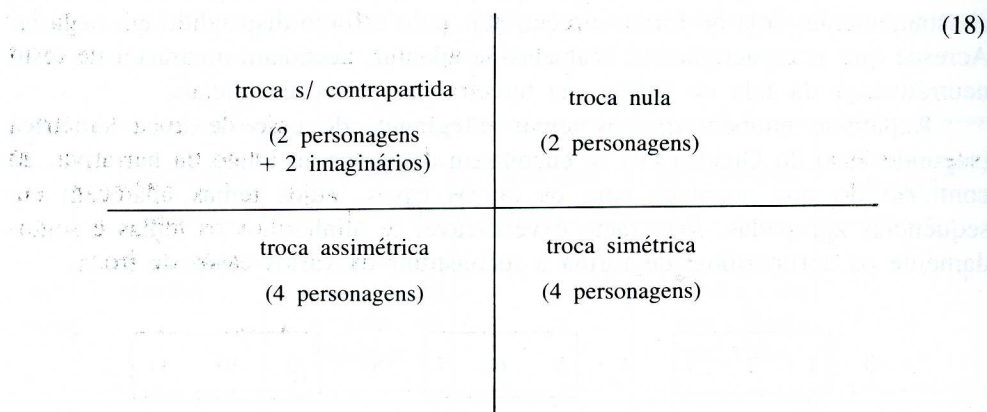 (18)
troca s/ contrapartida
(2 personagens
+ 2 imaginários)
troca nula
(2 personagens)
troca assimétrica
(4 personagens)
troca simétrica
(4 personagens)